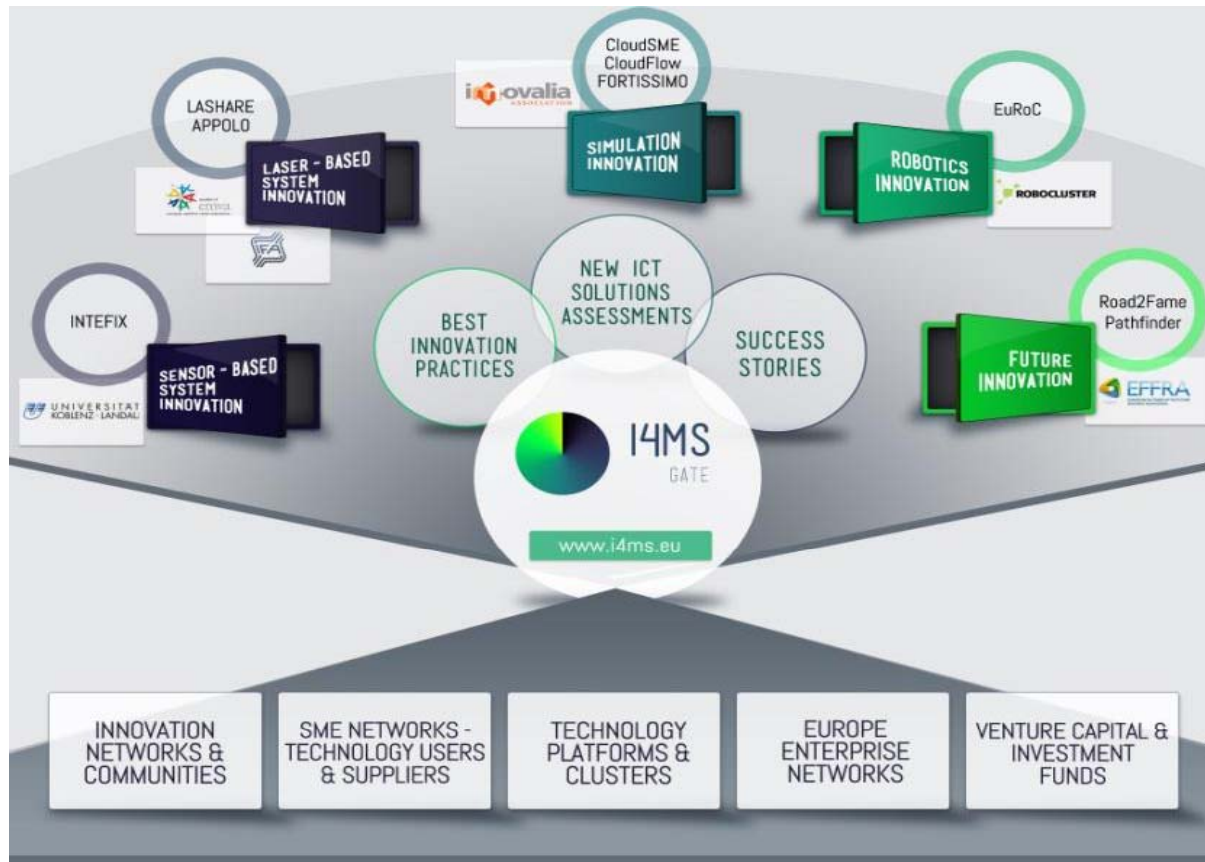 CloudSME
CloudFlow
FORTISSIMO
innovalia
ASSOCIATION
SIMULATION
INNOVATION
LASHARE
APPOLO
LASER - BASED
SYSTEM
INNOVATION
EuRoC
ROBOTICS
INNOVATION
ROBOCLUSTER
INTEFIX
SENSOR - BASED
SYSTEM
INNOVATION
UNIVERSITÄT
KOBLENZ · LANDAU
BEST
INNOVATION
PRACTICES
NEW ICT
SOLUTIONS
ASSESSMENTS
SUCCESS
STORIES
Road2Fame
Pathfinder
FUTURE
INNOVATION
EFFRA
I4MS
GATE
www.i4ms.eu
INNOVATION
NETWORKS &
COMMUNITIES
SME NETWORKS -
TECHNOLOGY USERS
& SUPPLIERS
TECHNOLOGY
PLATFORMS &
CLUSTERS
EUROPE
ENTERPRISE
NETWORKS
VENTURE CAPITAL &
INVESTMENT
FUNDS